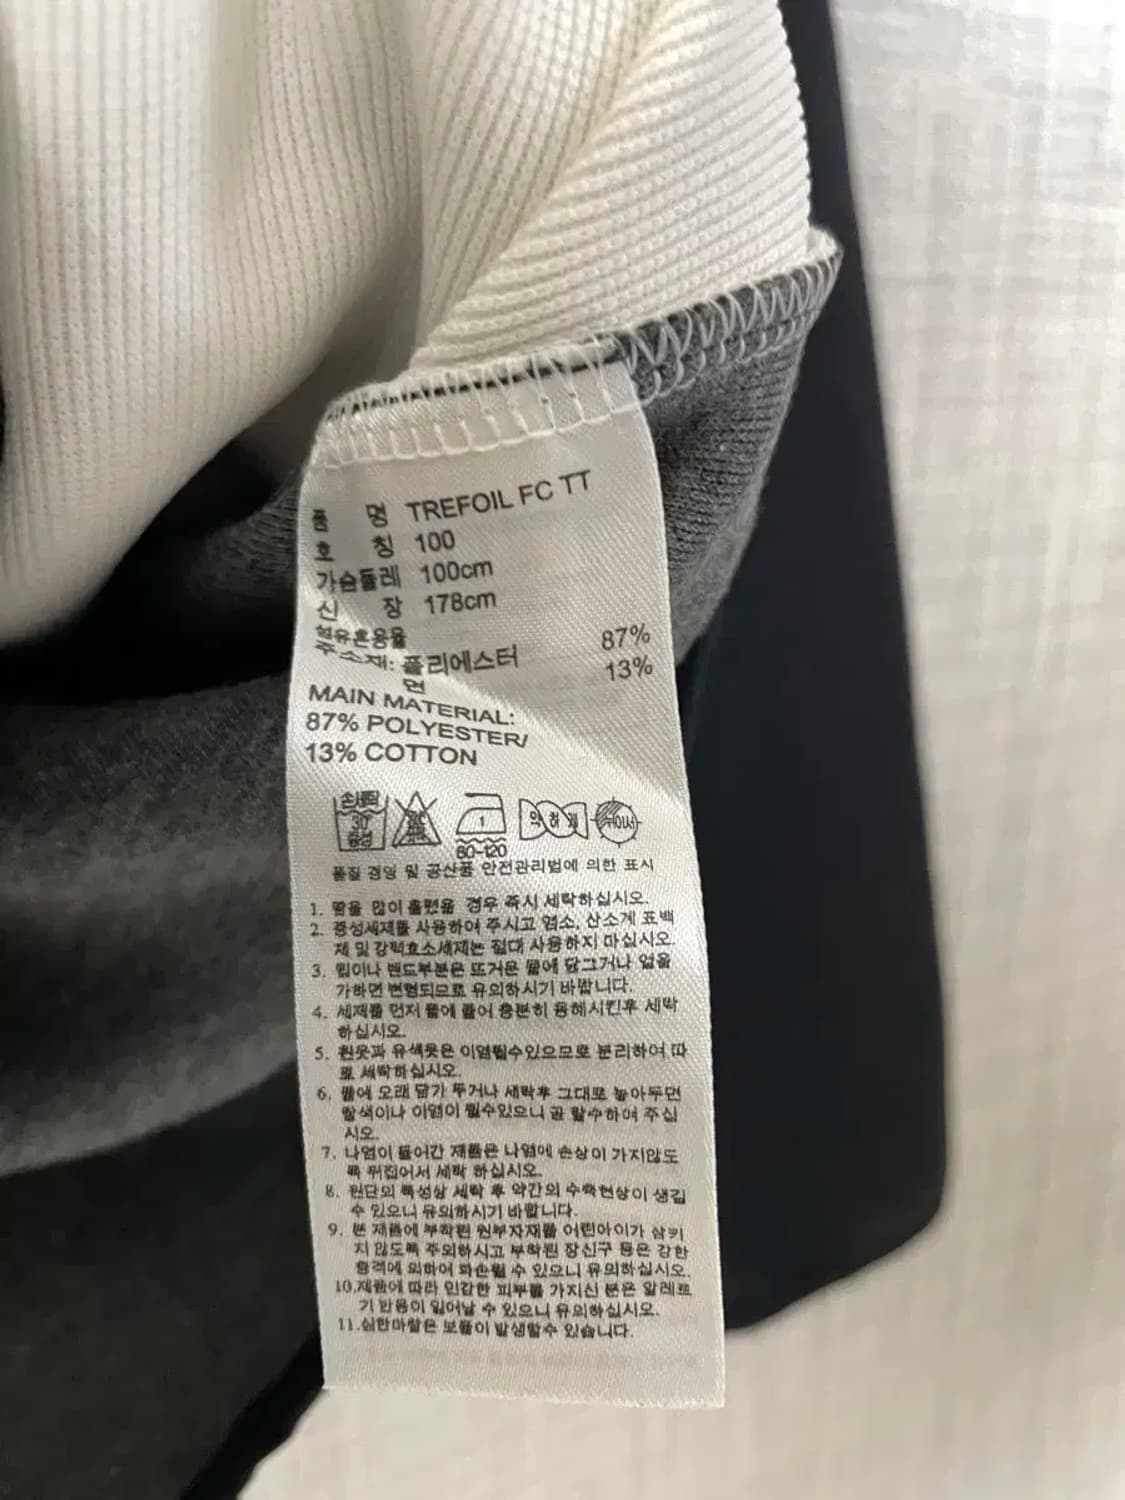 품 명 TREFOIL FC TT
호 칭 100
가슴둘레 100cm
신 장 178cm
섬유혼용율
주소재: 폴리에스터 87%
면 13%
MAIN MATERIAL:
87% POLYESTER/
13% COTTON
손세탁 30 중성
1 80-120
약하게
뉘어서
품질 경영 및 공산품 안전관리법에 의한 표시
1. 땀을 많이 흘렸을 경우 즉시 세탁하십시오.
2. 중성세제를 사용하여 주시고 염소, 산소계 표백
제 및 강력효소세제는 절대 사용하지 마십시오.
3. 립이나 밴드부분은 뜨거운 물에 담그거나 열을
가하면 변형되므로 유의하시기 바랍니다.
4. 세제를 먼저 물에 풀어 충분히 용해시킨후 세탁
하십시오.
5. 흰옷과 유색옷은 이염될수있으므로 분리하여 따
로 세탁하십시오.
6. 물에 오래 담가 두거나 세탁후 그대로 놓아두면
탈색이나 이염이 될수있으니 곧 탈수하여 주십
시오.
7. 나염이 들어간 제품은 나염에 손상이 가지않도
록 뒤집어서 세탁 하십시오.
8. 원단의 특성상 세탁 후 약간의 수축현상이 생길
수 있으니 유의하시기 바랍니다.
9. 본 제품에 부착된 원부자재를 어린아이가 삼키
지 않도록 주의하시고 부착된 장신구 등은 강한
충격에 의하여 파손될 수 있으니 유의하십시오.
10.제품에 따라 민감한 피부를 가지신 분은 알레르
기 반응이 일어날 수 있으니 유의하십시오.
11.심한마찰은 보풀이 발생할수 있습니다.